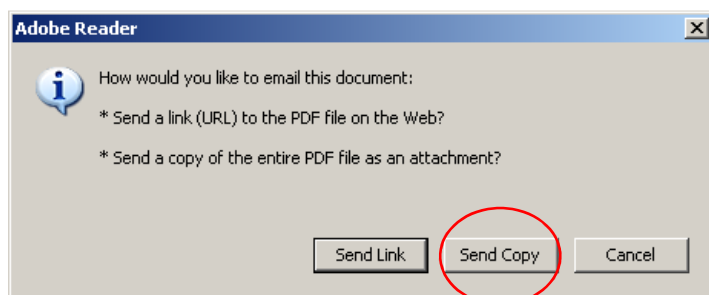 Adobe Reader
How would you like to email this document:
* Send a link (URL) to the PDF file on the Web?
* Send a copy of the entire PDF file as an attachment?
Send Link Send Copy Cancel